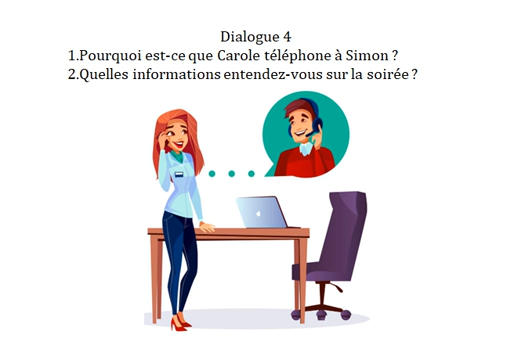 Dialogue 4
1.Pourquoi est-ce que Carole téléphone à Simon ?
2.Quelles informations entendez-vous sur la soirée ?